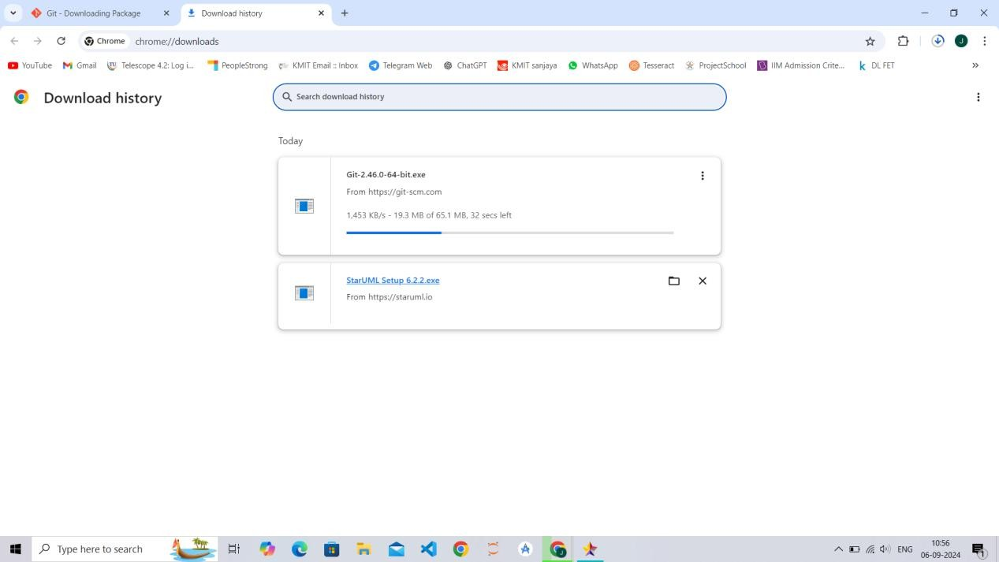 Git - Downloading Package
Download history
Chrome
chrome://downloads
J
YouTube
Gmail
Telescope 4.2: Log i...
PeopleStrong
KMIT Email :: Inbox
Telegram Web
ChatGPT
KMIT sanjaya
WhatsApp
Tesseract
ProjectSchool
IIM Admission Crite...
DL FET
Download history
Search download history
Today
Git-2.46.0-64-bit.exe
From https://git-scm.com
1,453 KB/s - 19.3 MB of 65.1 MB, 32 secs left
StarUML Setup 6.2.2.exe
From https://staruml.io
Type here to search
ENG
10:56
06-09-2024
1